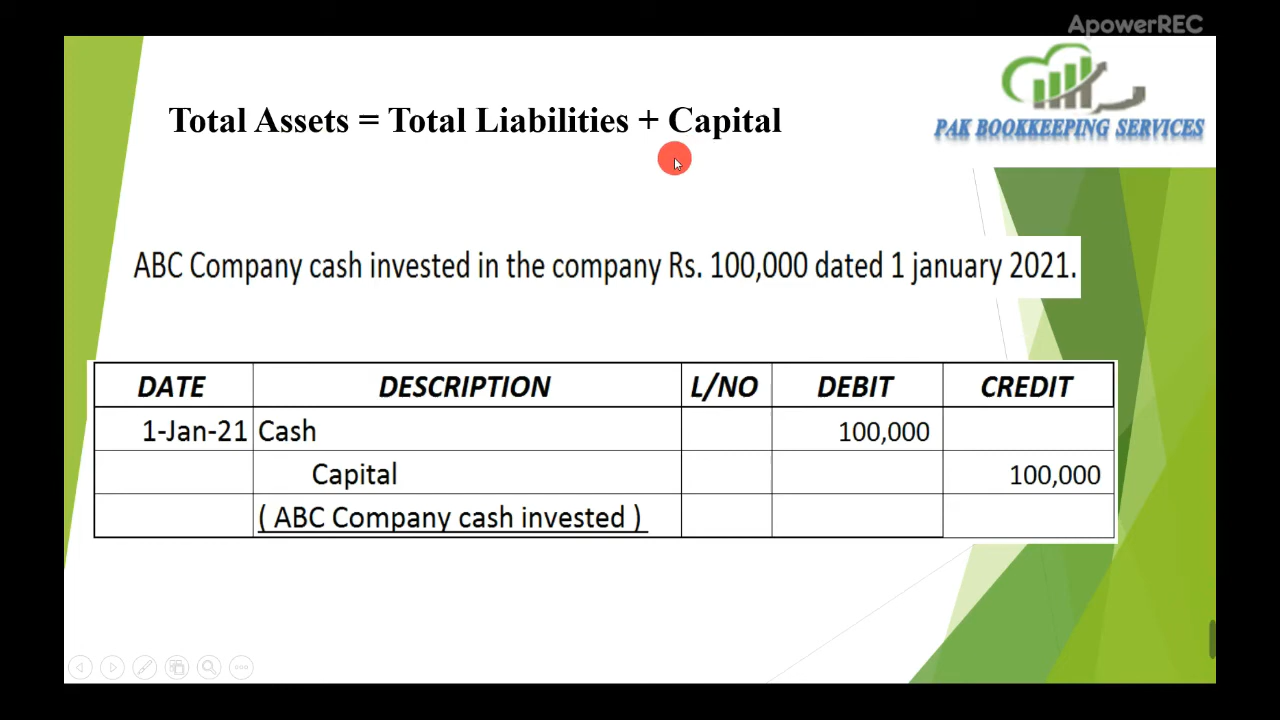 ApowerREC
PAK BOOKKEEPING SERVICES
Total Assets = Total Liabilities + Capital
ABC Company cash invested in the company Rs. 100,000 dated 1 january 2021.
DATE DESCRIPTION L/NO DEBIT CREDIT
1-Jan-21 Cash 100,000
Capital 100,000
( ABC Company cash invested )